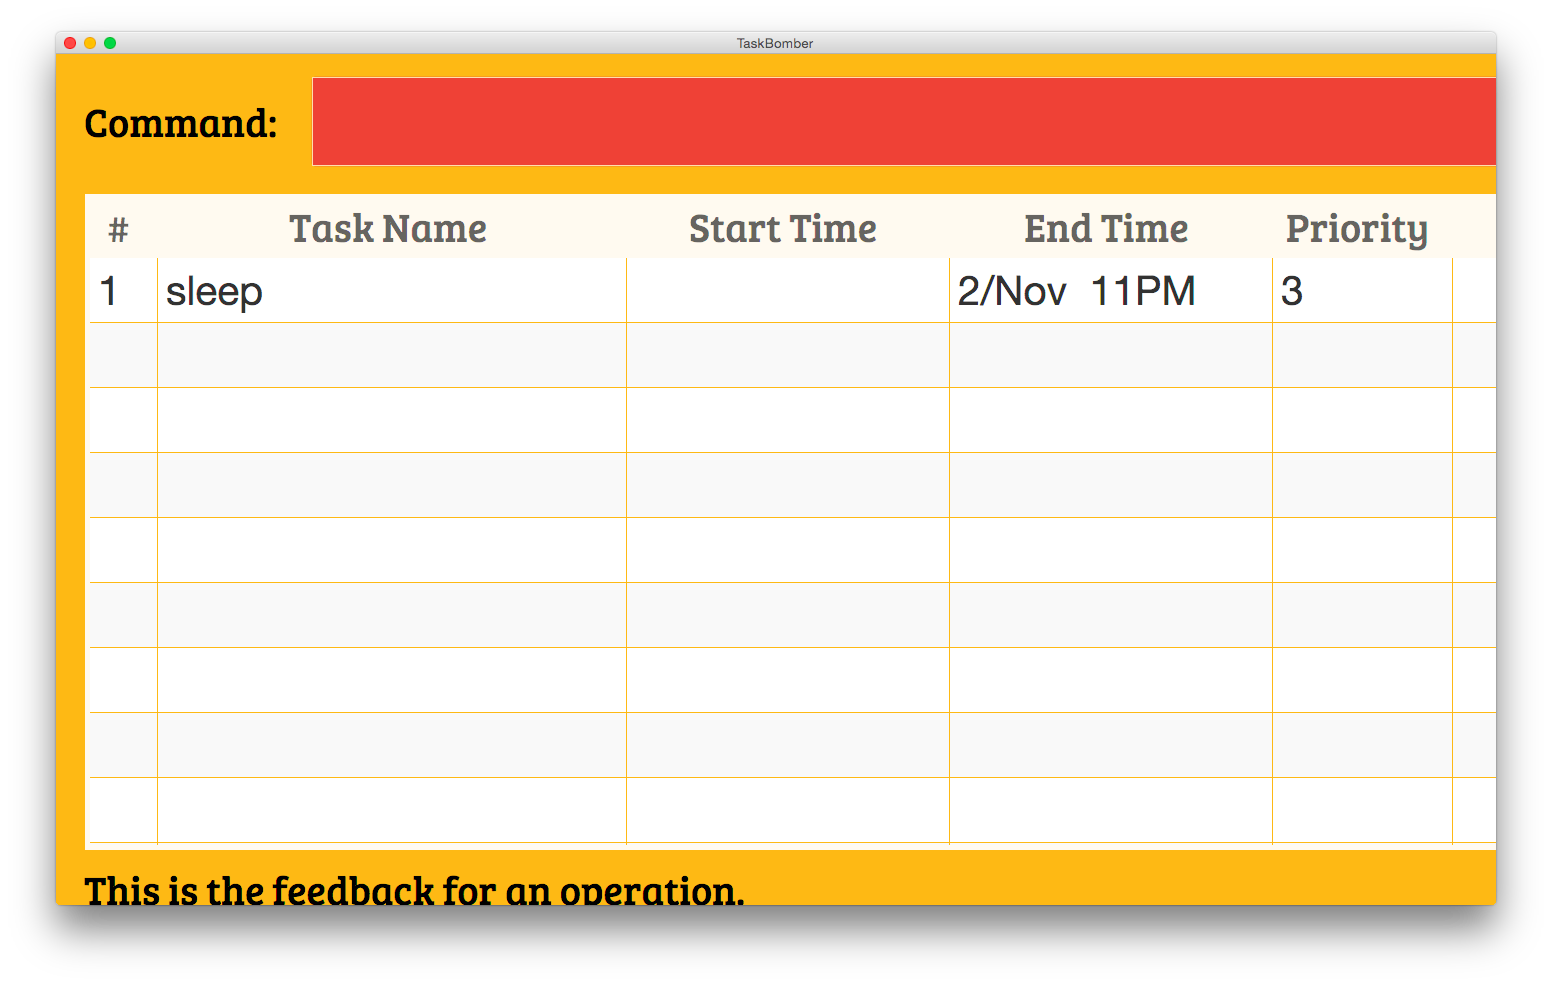 TaskBomber
Command:
# Task Name Start Time End Time Priority
1 sleep 2/Nov 11PM 3
This is the feedback for an operation.